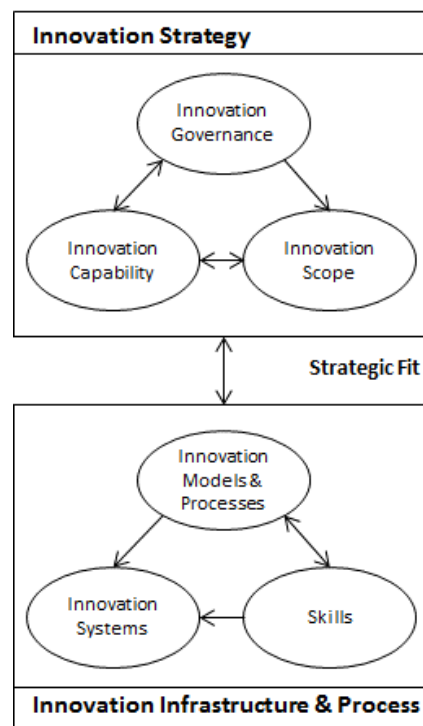 Innovation Strategy
Innovation
Governance
Innovation
Capability
Innovation
Scope
Strategic Fit
Innovation
Models &
Processes
Innovation
Systems
Skills
Innovation Infrastructure & Process